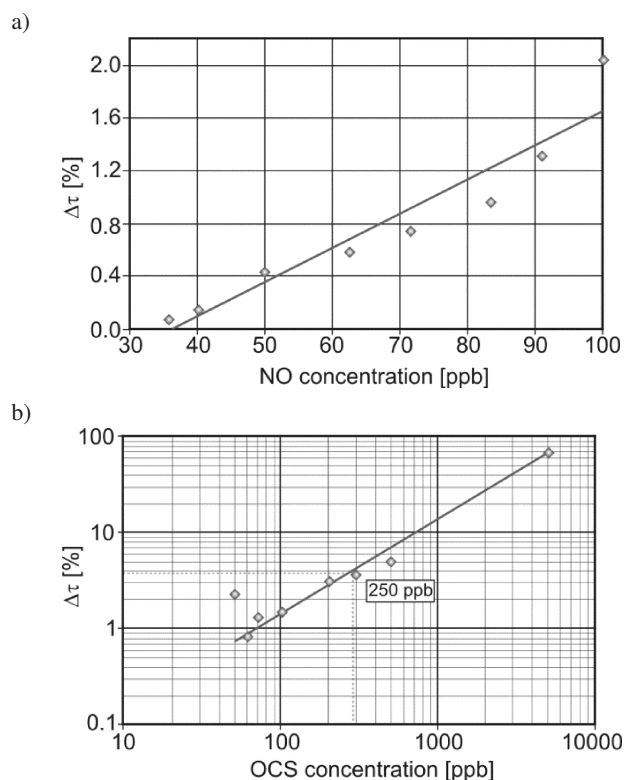 a)
2.0
1.6
1.2
0.8
0.4
0.0
Δτ [%]
30 40 50 60 70 80 90 100
NO concentration [ppb]
b)
100
10
1
0.1
Δτ [%]
250 ppb
10 100 1000 10000
OCS concentration [ppb]